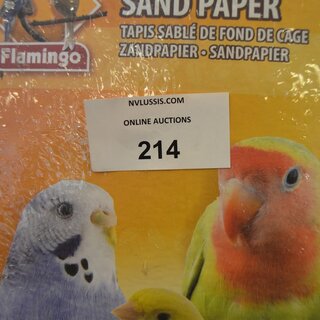 SAND PAPER
TAPIS SABLÉ DE FOND DE CAGE
ZANDPAPIER • SANDPAPIER
Flamingo
NVLUSSIS.COM
ONLINE AUCTIONS
214